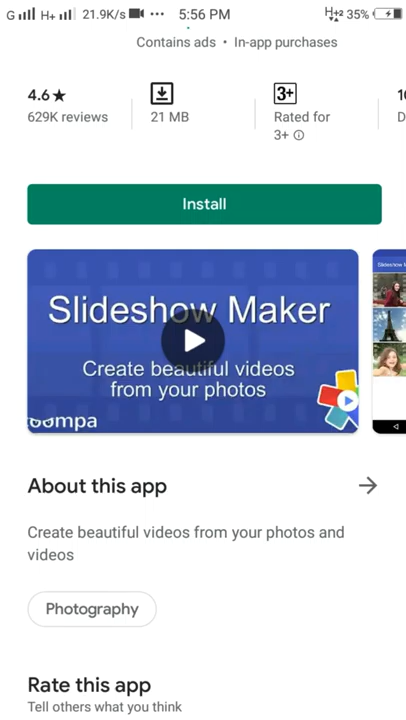 G H+ 21.9K/s ... 5:56 PM 35%
Contains ads • In-app purchases
4.6★
629K reviews
21 MB
3+
Rated for
3+
Install
Slideshow Maker
Create beautiful videos
from your photos
About this app
Create beautiful videos from your photos and
videos
Photography
Rate this app
Tell others what you think